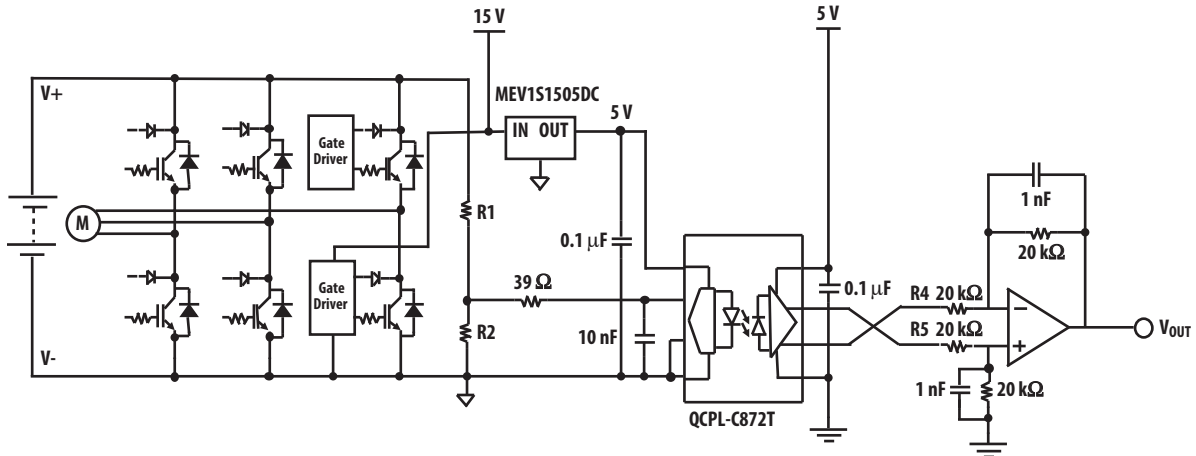 15 V
5 V
V+
MEV1S1505DC
5 V
IN OUT
Gate
Driver
1 nF
M
R1
20 kΩ
0.1 μF
Gate
Driver
39 Ω
0.1 μF
R4 20 kΩ
−
R2
10 nF
R5 20 kΩ
+
VOUT
V-
1 nF
20 kΩ
QCPL-C872T